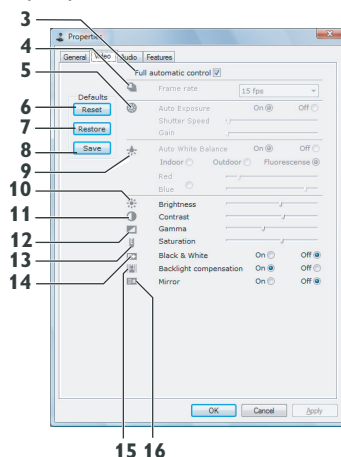 3
4
5
6
7
8
9
10
11
12
13
14
15 16
Properties
General Video Audio Features
Full automatic control
Defaults
Reset
Restore
Save
Frame rate 15 fps
Auto Exposure On Off
Shutter Speed
Gain
Auto White Balance On Off
Indoor Outdoor Fluorescense
Red
Blue
Brightness
Contrast
Gamma
Saturation
Black & White On Off
Backlight compensation On Off
Mirror On Off
OK Cancel Apply